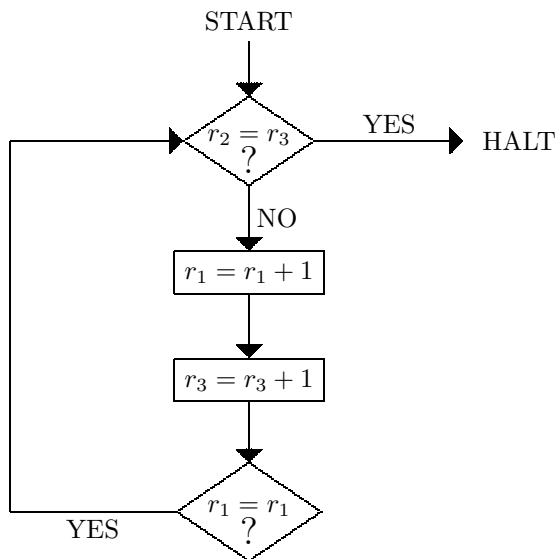 START
r₂ = r₃
?
YES
HALT
NO
r₁ = r₁ + 1
r₃ = r₃ + 1
r₁ = r₁
?
YES